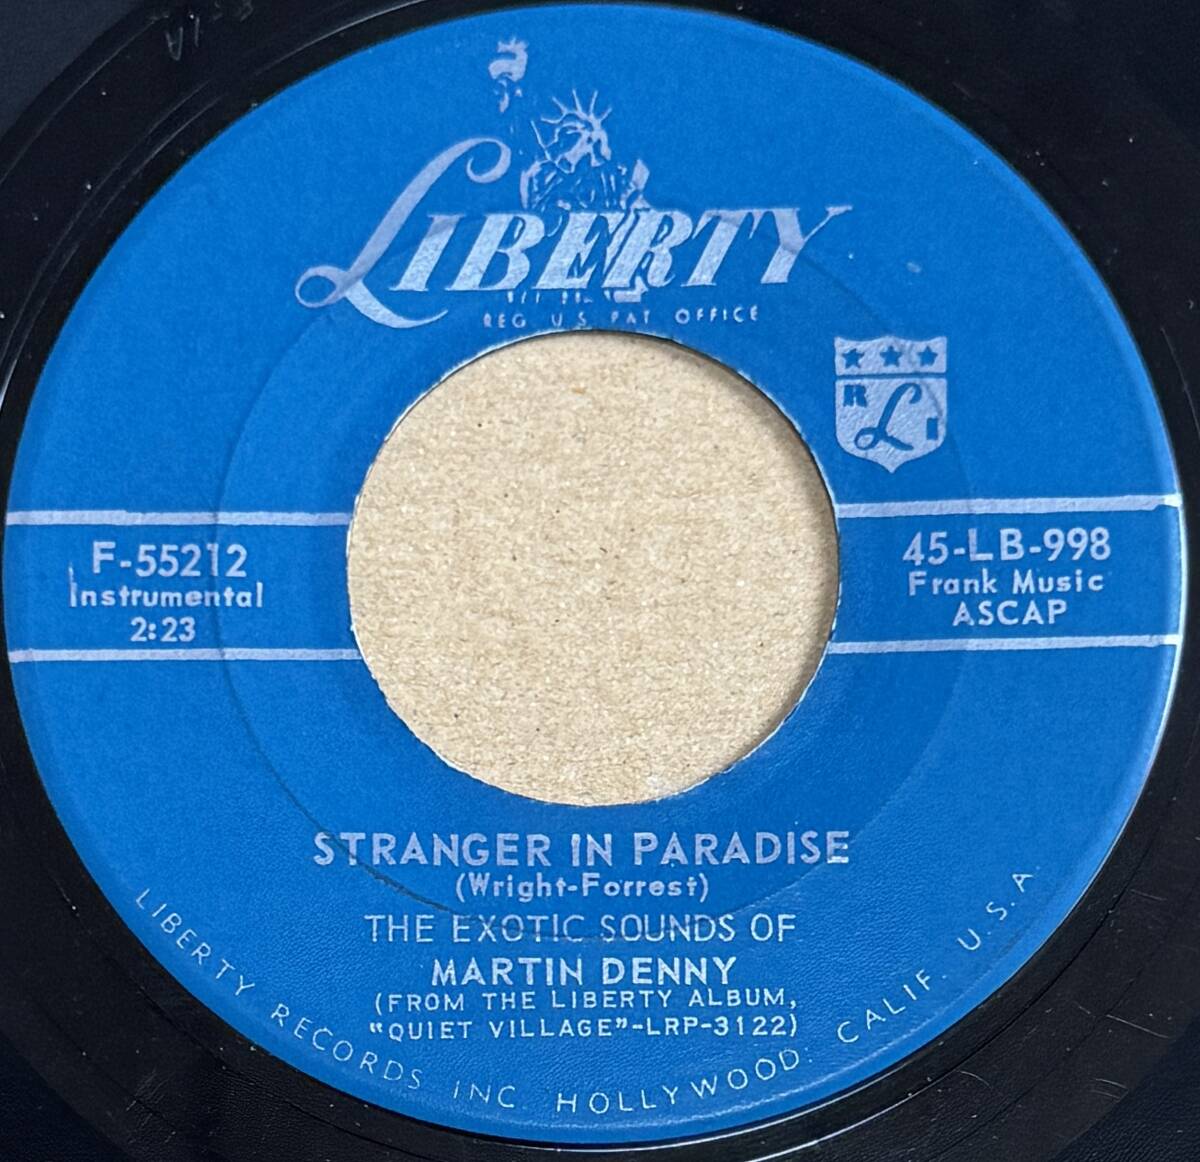 LIBERTY
REG. U.S. PAT. OFFICE
R L I
F-55212
Instrumental
2:23
45-LB-998
Frank Music
ASCAP
STRANGER IN PARADISE
(Wright-Forrest)
THE EXOTIC SOUNDS OF
MARTIN DENNY
(FROM THE LIBERTY ALBUM,
"QUIET VILLAGE"-LRP-3122)
LIBERTY RECORDS INC. HOLLYWOOD: CALIF. U.S.A.